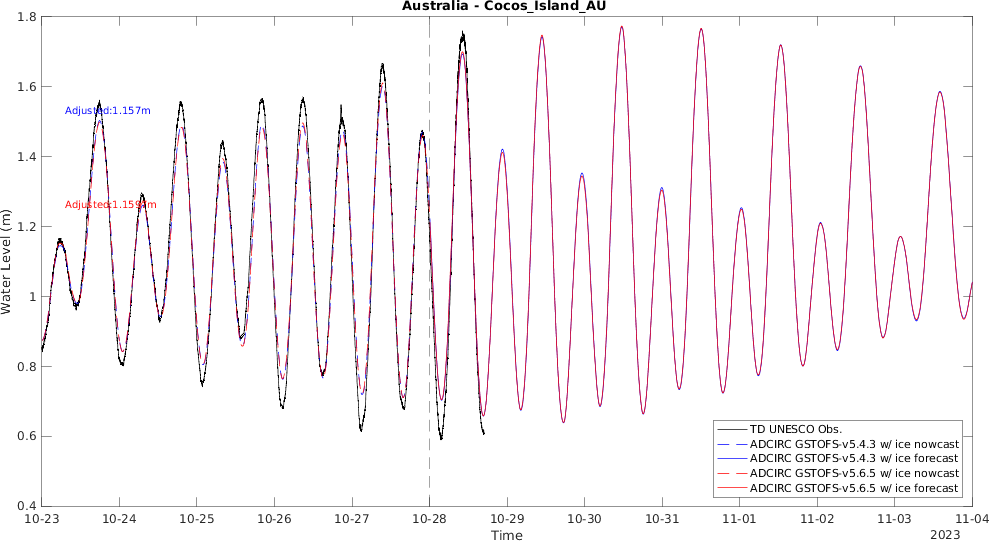 Australia - Cocos_Island_AU
1.8
1.6
1.4
1.2
1
0.8
0.6
0.4
Water Level (m)
Adjusted:1.157m
Adjusted:1.159m
TD UNESCO Obs.
ADCIRC GSTOFS-v5.4.3 w/ ice nowcast
ADCIRC GSTOFS-v5.4.3 w/ ice forecast
ADCIRC GSTOFS-v5.6.5 w/ ice nowcast
ADCIRC GSTOFS-v5.6.5 w/ ice forecast
10-23 10-24 10-25 10-26 10-27 10-28 10-29 10-30 10-31 11-01 11-02 11-03 11-04
Time
2023